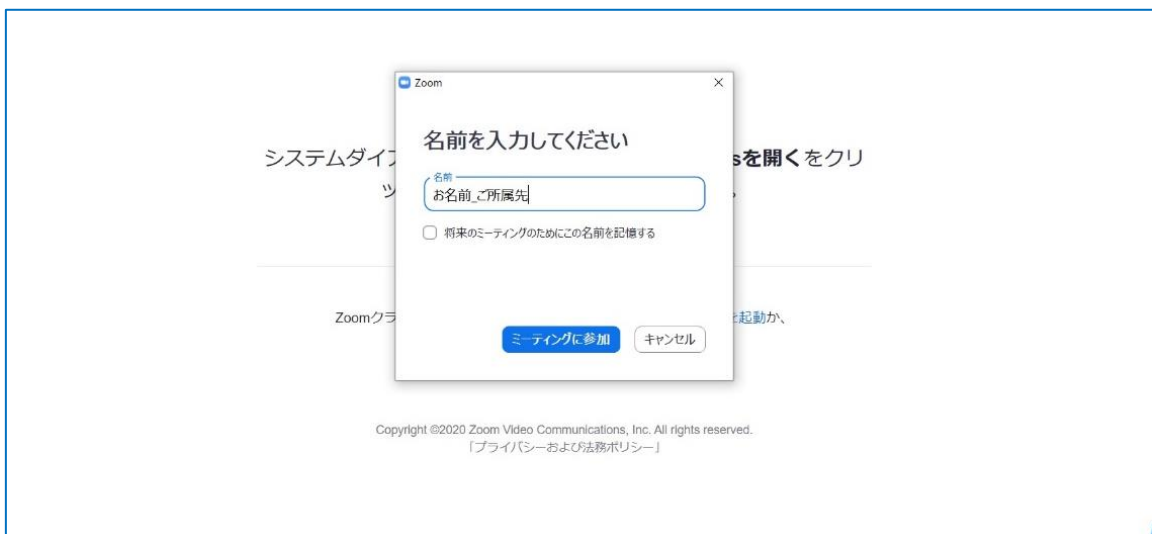 Zoom
名前を入力してください
システムダイ
sを開くをクリ
ッ
名前
お名前_ご所属先
将来のミーティングのためにこの名前を記憶する
Zoomクラ
起動か、
ミーティングに参加
キャンセル
Copyright ©2020 Zoom Video Communications, Inc. All rights reserved.
「プライバシーおよび法務ポリシー」